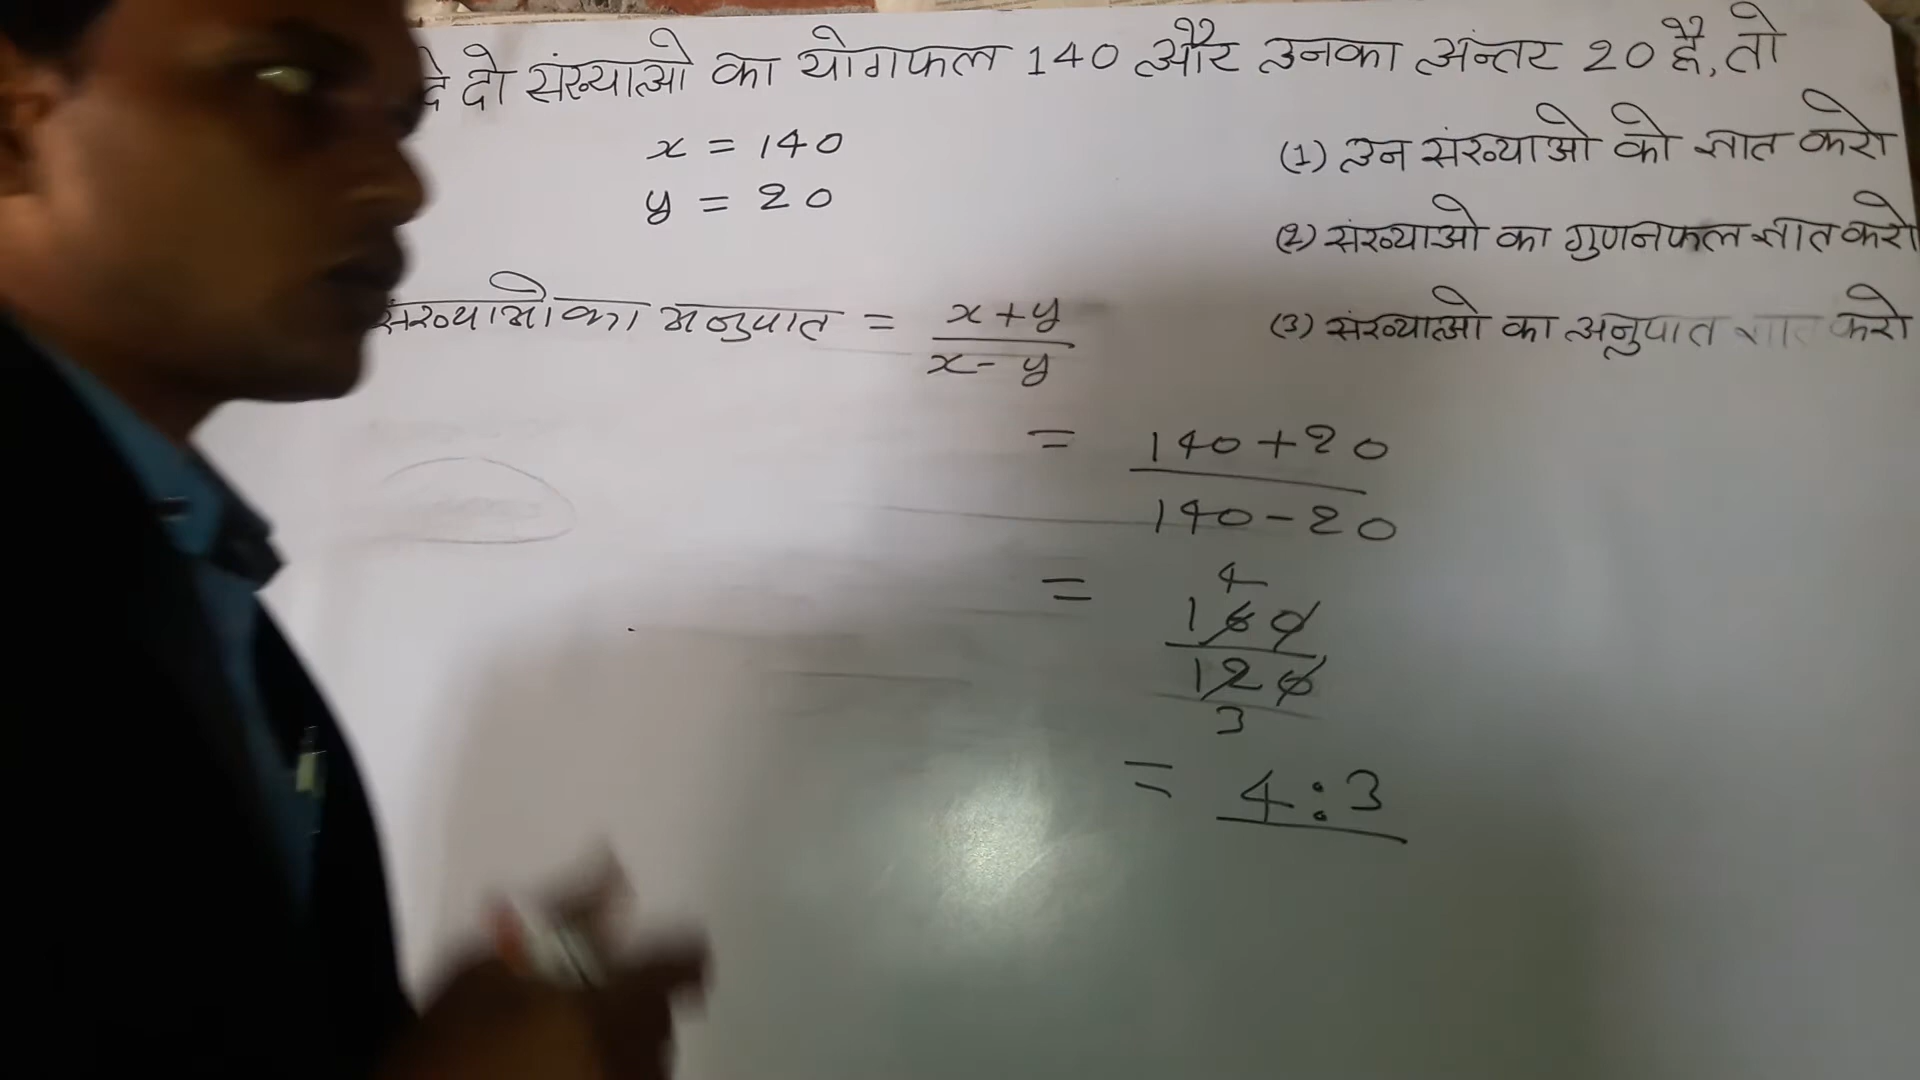 दो संख्याओ का योगफल 140 और उनका अंतर 20 है, तो
x = 140
y = 20
(1) उन संख्याओ को ज्ञात करो
(2) संख्याओ का गुणनफल ज्ञात करो
(3) संख्याओ का अनुपात ज्ञात करो
संख्याओ का अनुपात = x+y
x-y
= 140+20
140-20
4
= 160
120
3
= 4:3